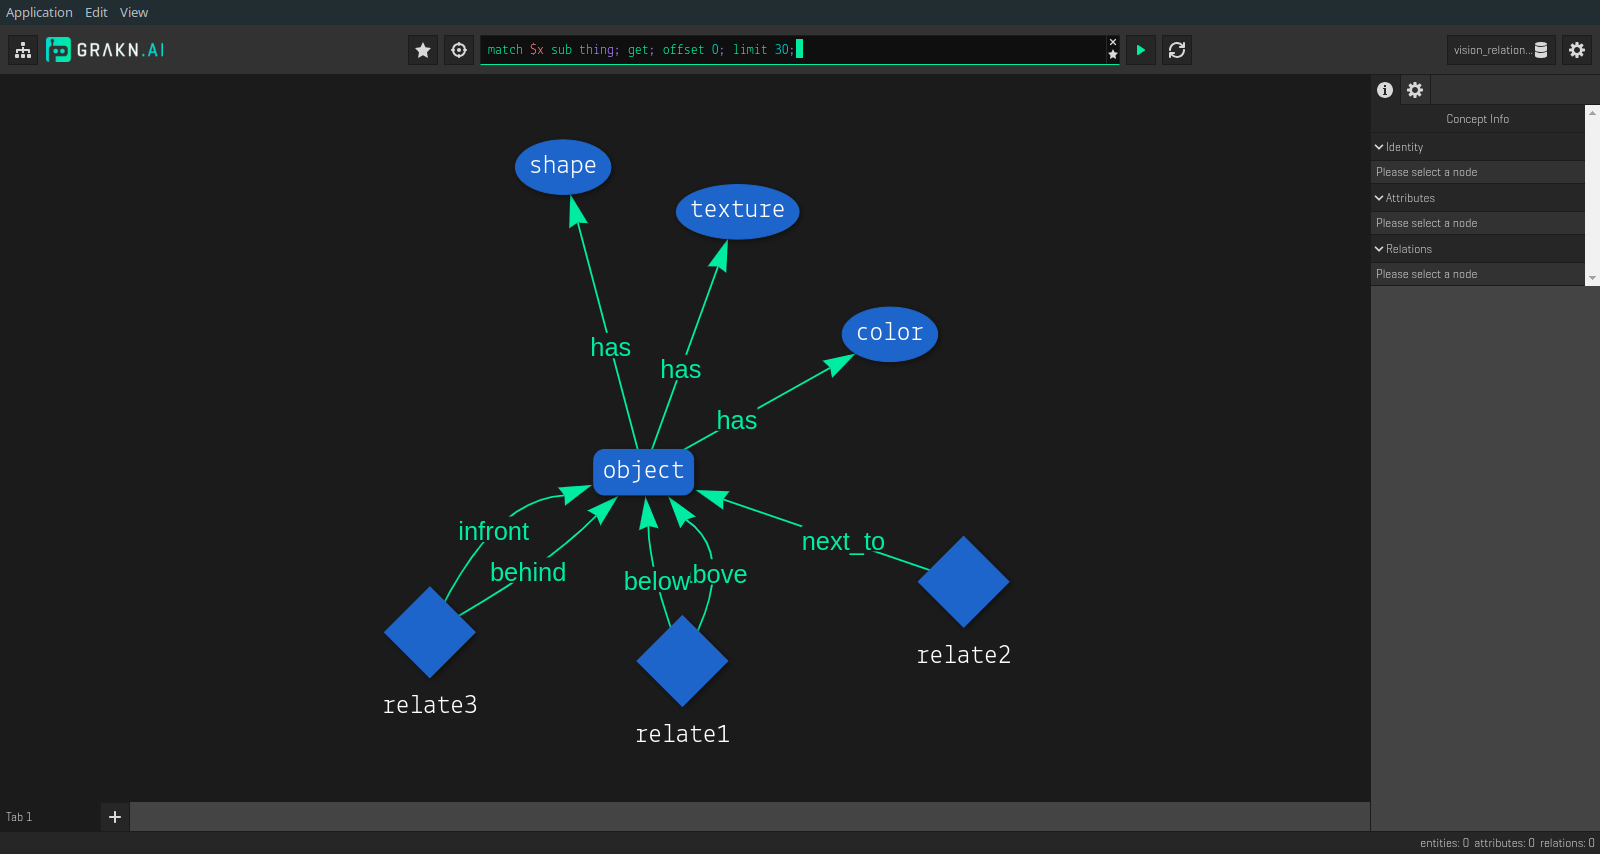 Application Edit View
GRAKN.AI
match $x sub thing; get; offset 0; limit 30;
vision_relation...
Concept Info
Identity
Please select a node
Attributes
Please select a node
Relations
Please select a node
shape
texture
color
has
has
has
object
infront
behind
below
bove
next_to
relate3
relate1
relate2
Tab 1
entities: 0 attributes: 0 relations: 0